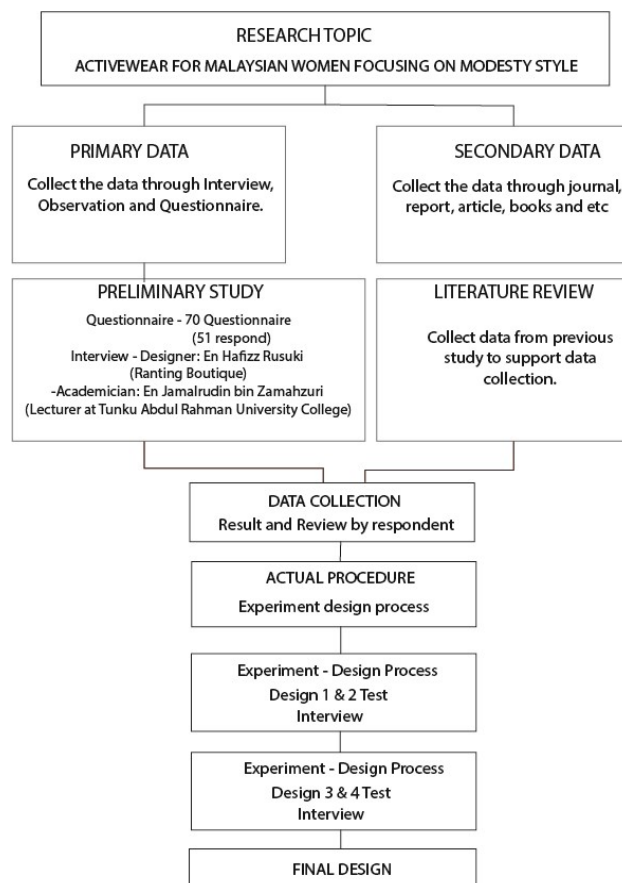 RESEARCH TOPIC
ACTIVEWEAR FOR MALAYSIAN WOMEN FOCUSING ON MODESTY STYLE
PRIMARY DATA
Collect the data through Interview,
Observation and Questionnaire.
SECONDARY DATA
Collect the data through journal,
report, article, books and etc
PRELIMINARY STUDY
Questionnaire - 70 Questionnaire
(51 respond)
Interview - Designer: En Hafizz Rusuki
(Ranting Boutique)
-Academician: En Jamalrudin bin Zamahzuri
(Lecturer at Tunku Abdul Rahman University College)
LITERATURE REVIEW
Collect data from previous
study to support data
collection.
DATA COLLECTION
Result and Review by respondent
ACTUAL PROCEDURE
Experiment design process
Experiment - Design Process
Design 1 & 2 Test
Interview
Experiment - Design Process
Design 3 & 4 Test
Interview
FINAL DESIGN